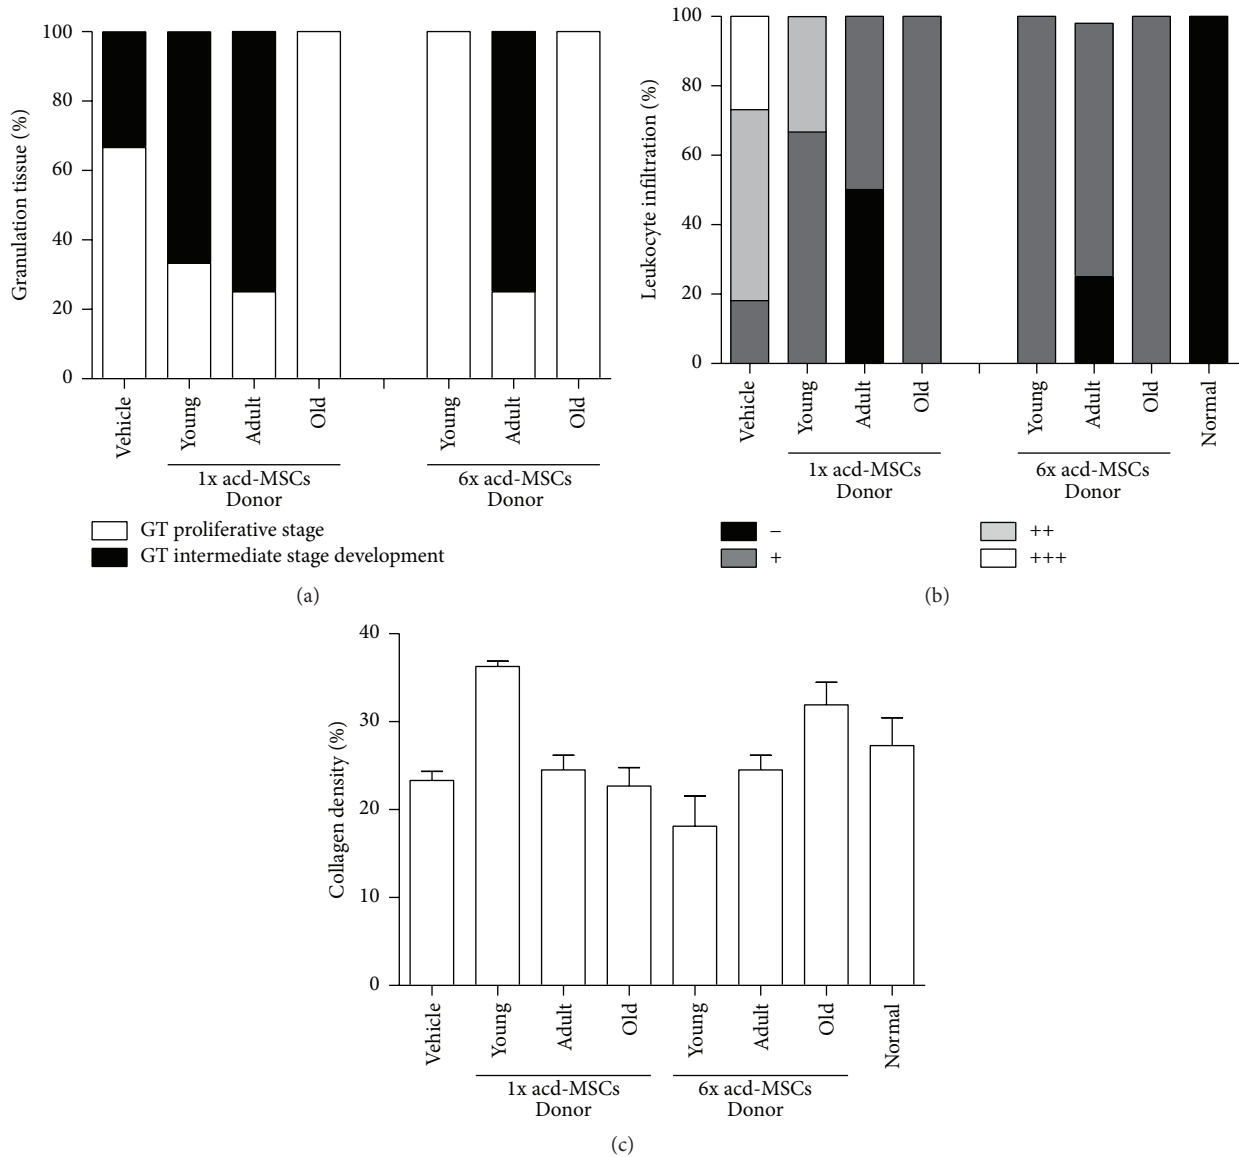 100
80
60
40
20
0
Granulation tissue (%)
Vehicle
Young
Adult
Old
Young
Adult
Old
1x acd-MSCs
Donor
6x acd-MSCs
Donor
GT proliferative stage
GT intermediate stage development
(a)
100
80
60
40
20
0
Leukocyte infiltration (%)
Vehicle
Young
Adult
Old
Young
Adult
Old
Normal
1x acd-MSCs
Donor
6x acd-MSCs
Donor
–
+
++
+++
(b)
40
30
20
10
0
Collagen density (%)
Vehicle
Young
Adult
Old
Young
Adult
Old
Normal
1x acd-MSCs
Donor
6x acd-MSCs
Donor
(c)